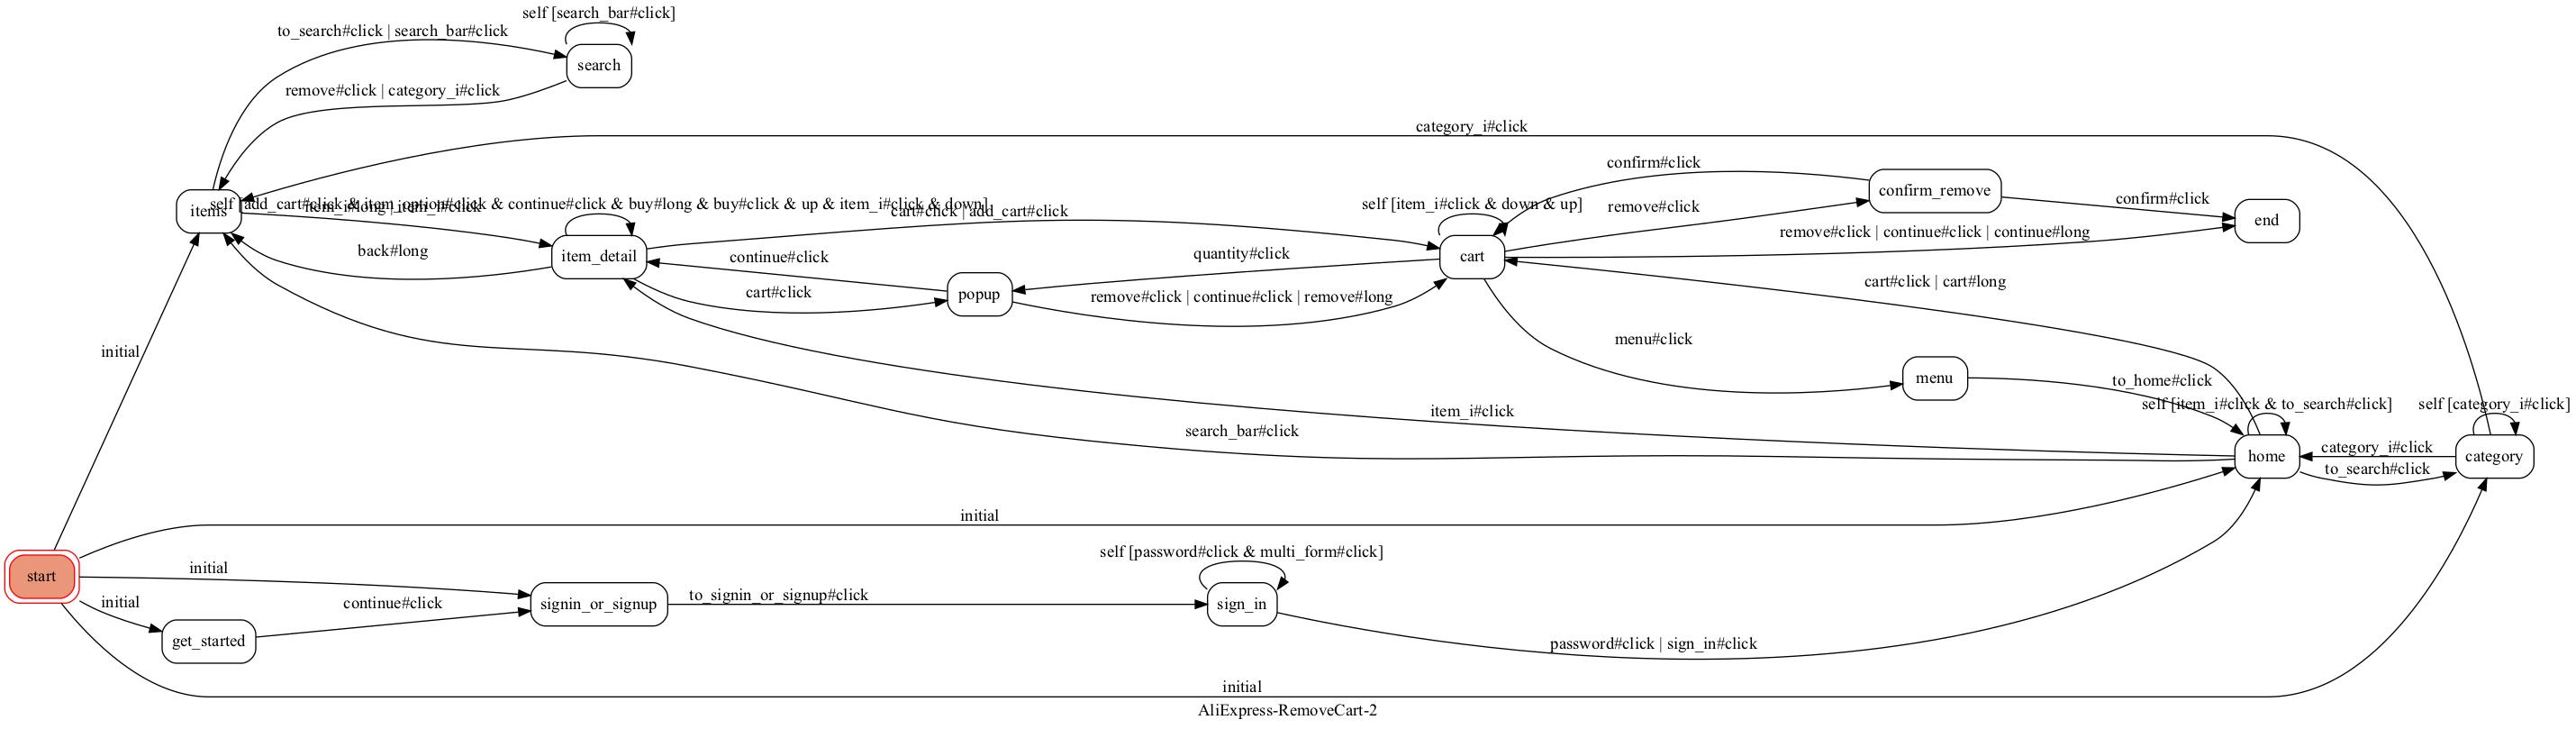 self [search_bar#click]
to_search#click | search_bar#click
search
remove#click | category_i#click
category_i#click
confirm#click
confirm_remove
items
self [add_cart#click & item_option#click & continue#click & buy#long & buy#click & up & item_i#click & down]
item_i#long | item_i#click
cart#click | add_cart#click
self [item_i#click & down & up]
remove#click
confirm#click
end
remove#click | continue#click | continue#long
back#long
item_detail
continue#click
quantity#click
cart
cart#click
popup
remove#click | continue#click | remove#long
cart#click | cart#long
initial
menu#click
menu
to_home#click
item_i#click
self [item_i#click & to_search#click]
self [category_i#click]
search_bar#click
home
category_i#click
to_search#click
category
initial
start
initial
initial
continue#click
get_started
signin_or_signup
to_signin_or_signup#click
self [password#click & multi_form#click]
sign_in
password#click | sign_in#click
initial
AliExpress-RemoveCart-2